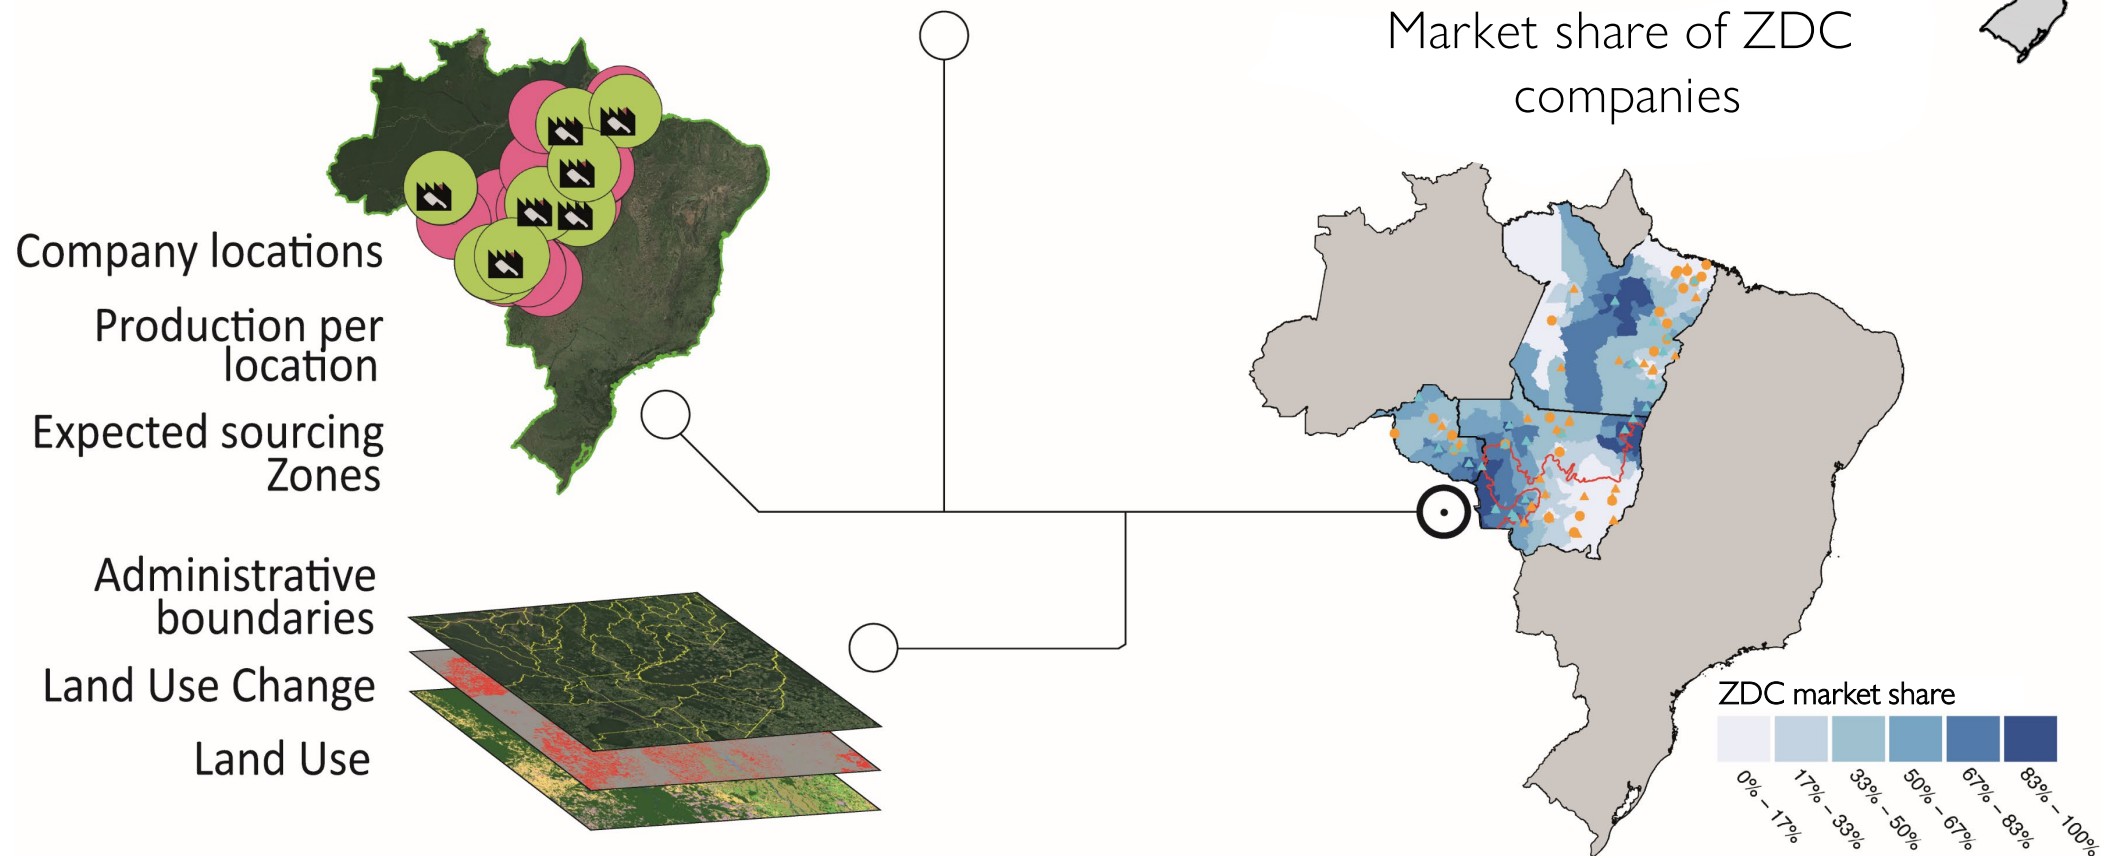 Market share of ZDC
companies
Company locations
Production per
location
Expected sourcing
Zones
Administrative
boundaries
Land Use Change
Land Use
ZDC market share
0% – 17%
17% – 33%
33% – 50%
50% – 67%
67% – 83%
83% – 100%